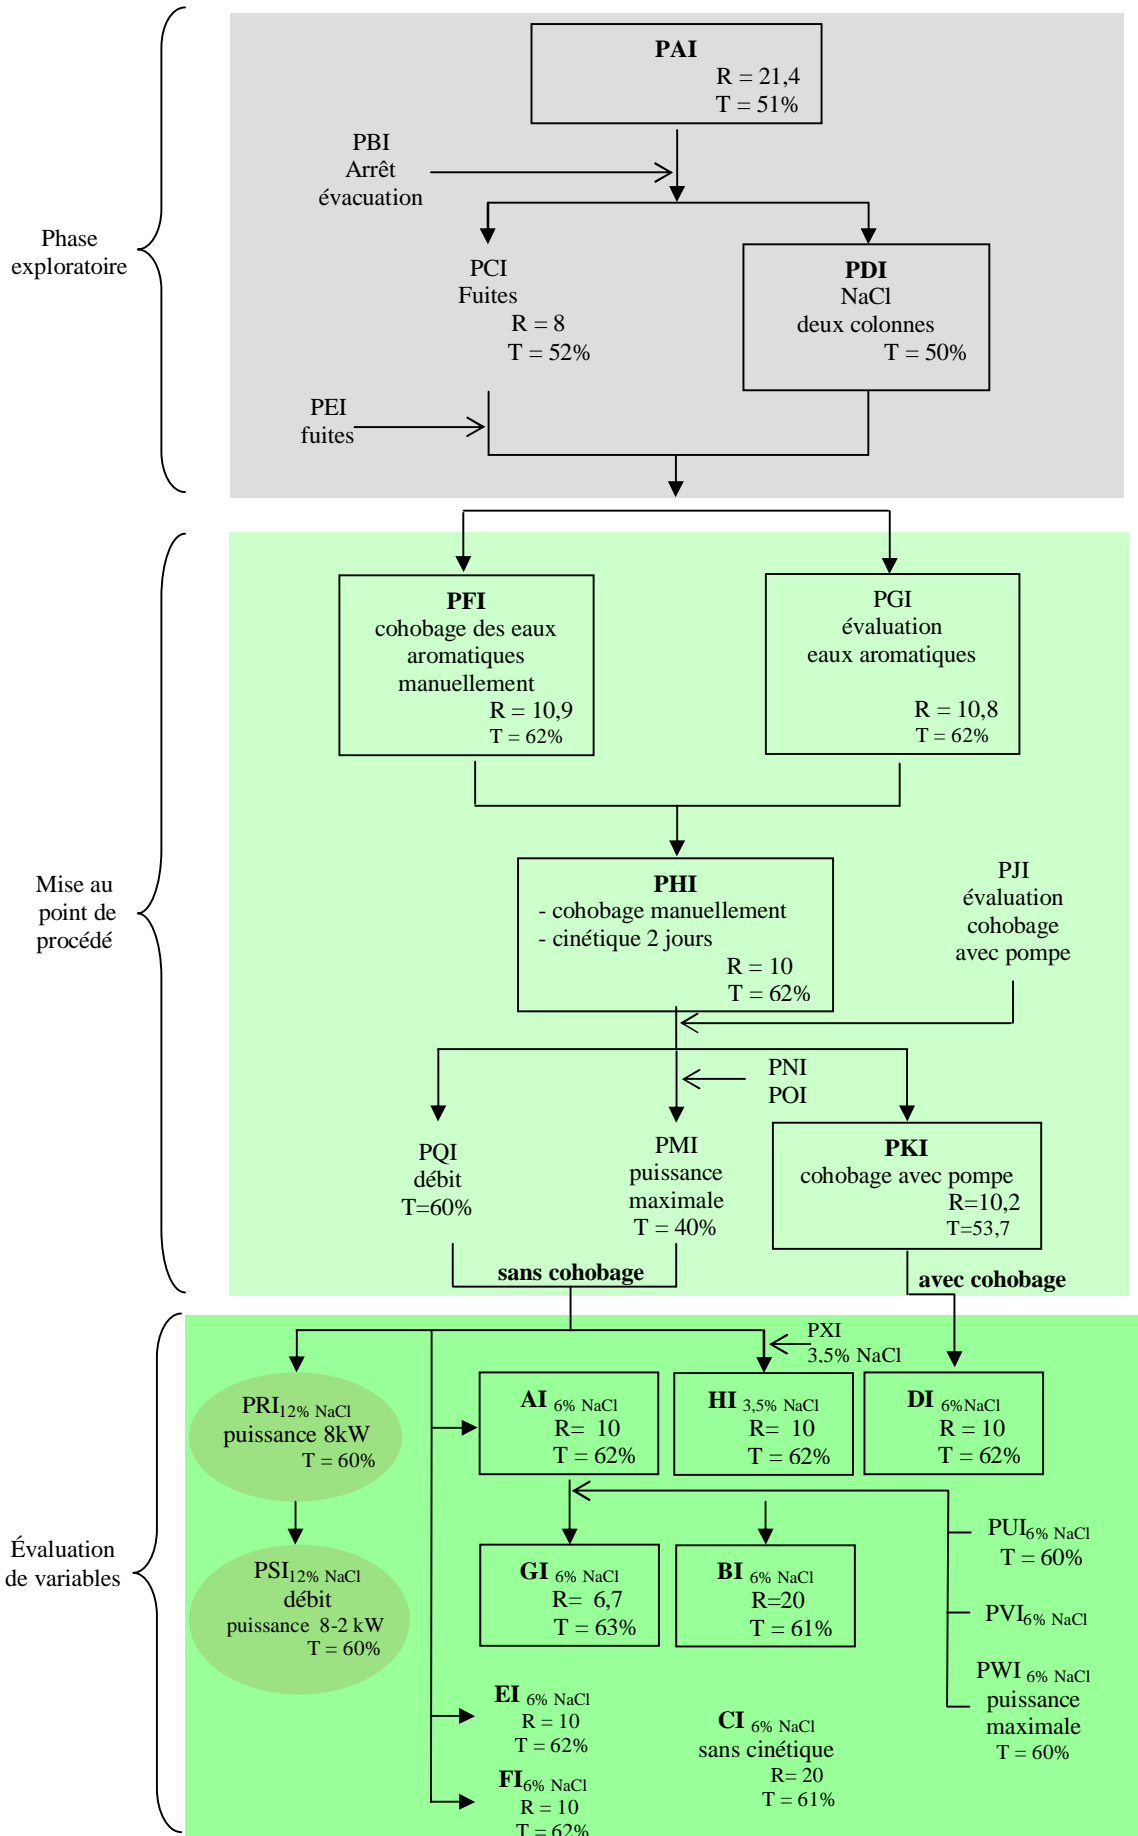 PAI
R = 21,4
T = 51%
PBI
Arrêt
évacuation
Phase
exploratoire
PCI
Fuites
R = 8
T = 52%
PDI
NaCl
deux colonnes
T = 50%
PEI
fuites
Mise au
point de
procédé
PFI
cohobage des eaux
aromatiques
manuellement
R = 10,9
T = 62%
PGI
évaluation
eaux aromatiques
R = 10,8
T = 62%
PHI
- cohobage manuellement
- cinétique 2 jours
R = 10
T = 62%
PJI
évaluation
cohobage
avec pompe
PNI
POI
PQI
débit
T=60%
PMI
puissance
maximale
T = 40%
PKI
cohobage avec pompe
R=10,2
T=53,7
sans cohobage
avec cohobage
Évaluation
de variables
PXI
3,5% NaCl
PRI12% NaCl
puissance 8kW
T = 60%
AI 6% NaCl
R= 10
T = 62%
HI 3,5% NaCl
R= 10
T = 62%
DI 6%NaCl
R = 10
T = 62%
PSI12% NaCl
débit
puissance 8-2 kW
T = 60%
GI 6% NaCl
R= 6,7
T = 63%
BI 6% NaCl
R=20
T = 61%
PUI6% NaCl
T = 60%
PVI6% NaCl
PWI 6% NaCl
puissance
maximale
T = 60%
EI 6% NaCl
R = 10
T = 62%
CI 6% NaCl
sans cinétique
R= 20
T = 61%
FI6% NaCl
R = 10
T = 62%